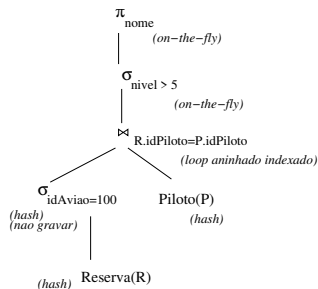 π nome
(on-the-fly)
σ nivel > 5
(on-the-fly)
⋈ R.idPiloto=P.idPiloto
(loop aninhado indexado)
σ idAviao=100
(hash)
(nao gravar)
Piloto(P)
(hash)
(hash) Reserva(R)